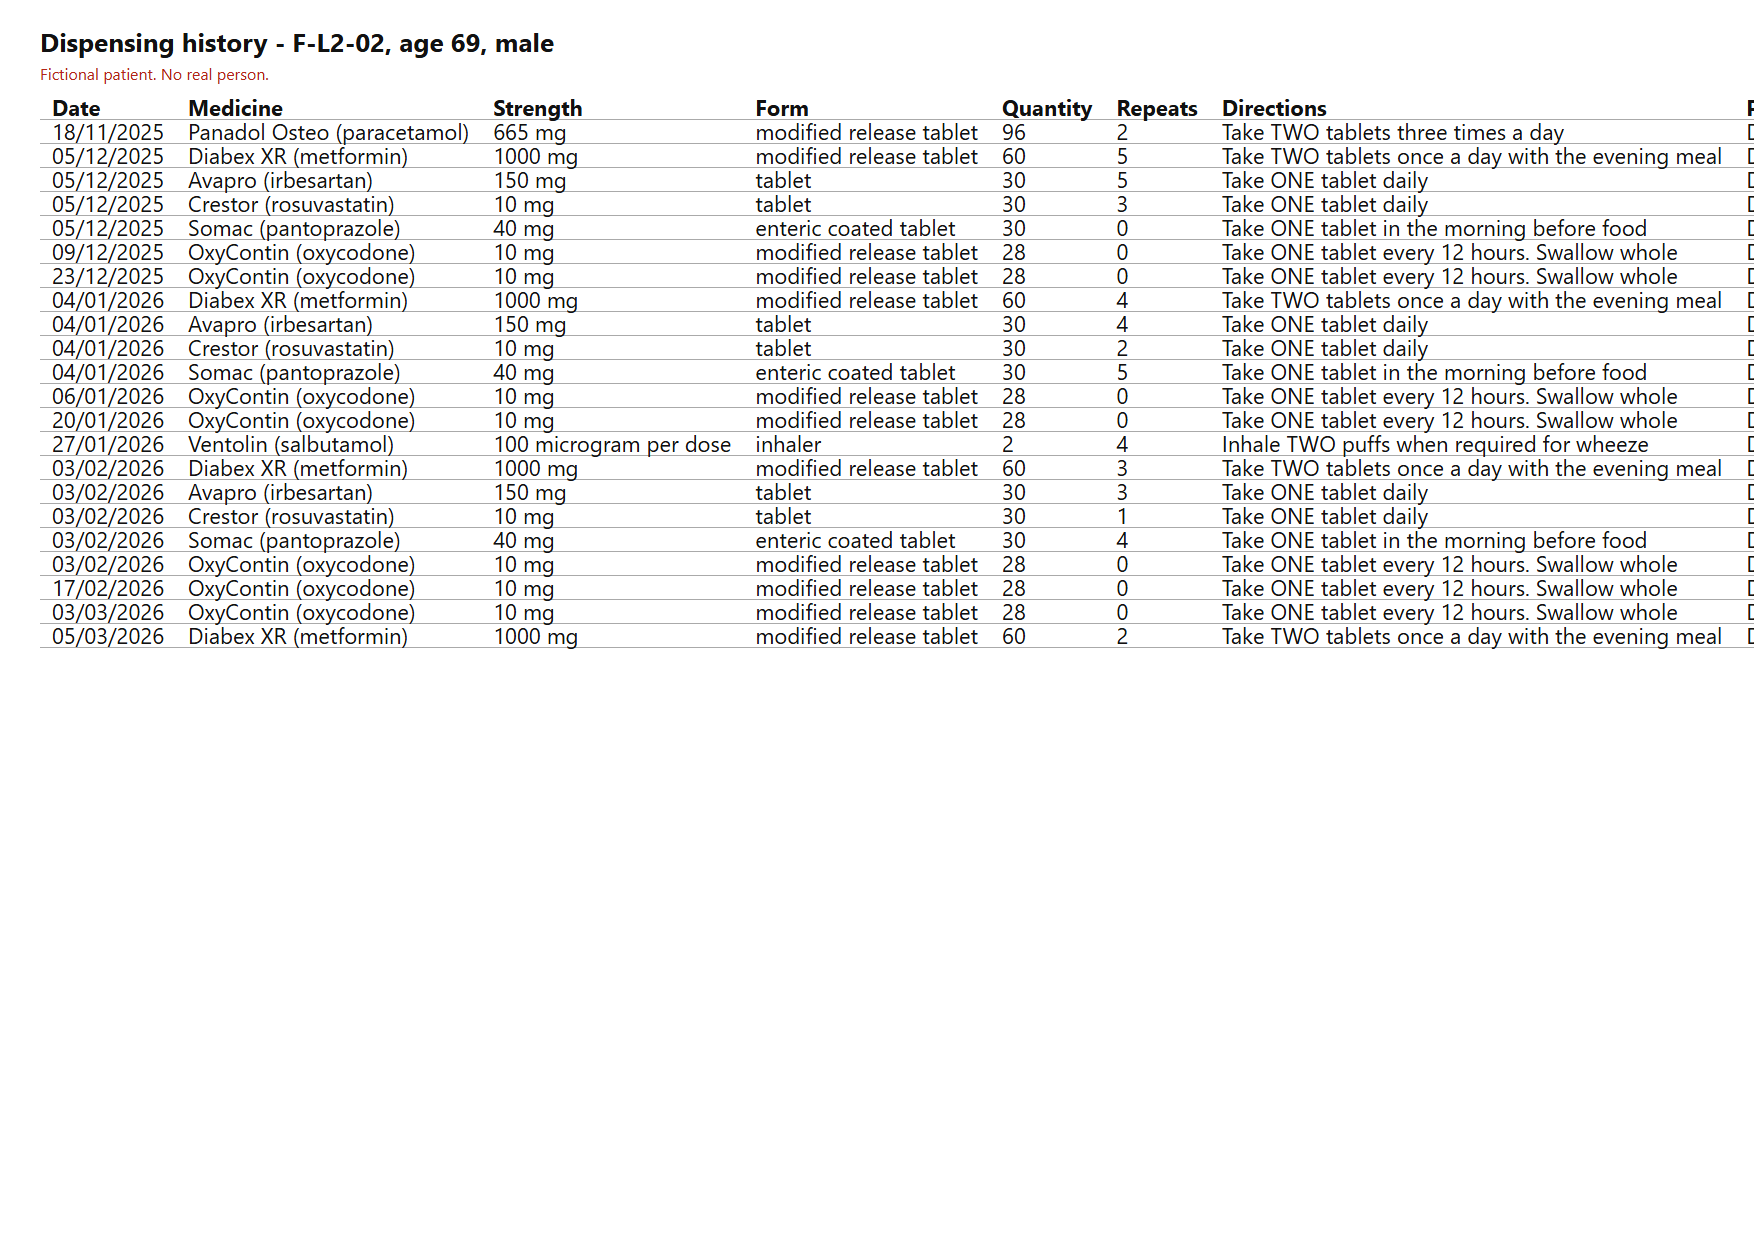 Dispensing history - F-L2-02, age 69, male
Fictional patient. No real person.
Date Medicine Strength Form Quantity Repeats Directions
18/11/2025 Panadol Osteo (paracetamol) 665 mg modified release tablet 96 2 Take TWO tablets three times a day
05/12/2025 Diabex XR (metformin) 1000 mg modified release tablet 60 5 Take TWO tablets once a day with the evening meal
05/12/2025 Avapro (irbesartan) 150 mg tablet 30 5 Take ONE tablet daily
05/12/2025 Crestor (rosuvastatin) 10 mg tablet 30 3 Take ONE tablet daily
05/12/2025 Somac (pantoprazole) 40 mg enteric coated tablet 30 0 Take ONE tablet in the morning before food
09/12/2025 OxyContin (oxycodone) 10 mg modified release tablet 28 0 Take ONE tablet every 12 hours. Swallow whole
23/12/2025 OxyContin (oxycodone) 10 mg modified release tablet 28 0 Take ONE tablet every 12 hours. Swallow whole
04/01/2026 Diabex XR (metformin) 1000 mg modified release tablet 60 4 Take TWO tablets once a day with the evening meal
04/01/2026 Avapro (irbesartan) 150 mg tablet 30 4 Take ONE tablet daily
04/01/2026 Crestor (rosuvastatin) 10 mg tablet 30 2 Take ONE tablet daily
04/01/2026 Somac (pantoprazole) 40 mg enteric coated tablet 30 5 Take ONE tablet in the morning before food
06/01/2026 OxyContin (oxycodone) 10 mg modified release tablet 28 0 Take ONE tablet every 12 hours. Swallow whole
20/01/2026 OxyContin (oxycodone) 10 mg modified release tablet 28 0 Take ONE tablet every 12 hours. Swallow whole
27/01/2026 Ventolin (salbutamol) 100 microgram per dose inhaler 2 4 Inhale TWO puffs when required for wheeze
03/02/2026 Diabex XR (metformin) 1000 mg modified release tablet 60 3 Take TWO tablets once a day with the evening meal
03/02/2026 Avapro (irbesartan) 150 mg tablet 30 3 Take ONE tablet daily
03/02/2026 Crestor (rosuvastatin) 10 mg tablet 30 1 Take ONE tablet daily
03/02/2026 Somac (pantoprazole) 40 mg enteric coated tablet 30 4 Take ONE tablet in the morning before food
03/02/2026 OxyContin (oxycodone) 10 mg modified release tablet 28 0 Take ONE tablet every 12 hours. Swallow whole
17/02/2026 OxyContin (oxycodone) 10 mg modified release tablet 28 0 Take ONE tablet every 12 hours. Swallow whole
03/03/2026 OxyContin (oxycodone) 10 mg modified release tablet 28 0 Take ONE tablet every 12 hours. Swallow whole
05/03/2026 Diabex XR (metformin) 1000 mg modified release tablet 60 2 Take TWO tablets once a day with the evening meal